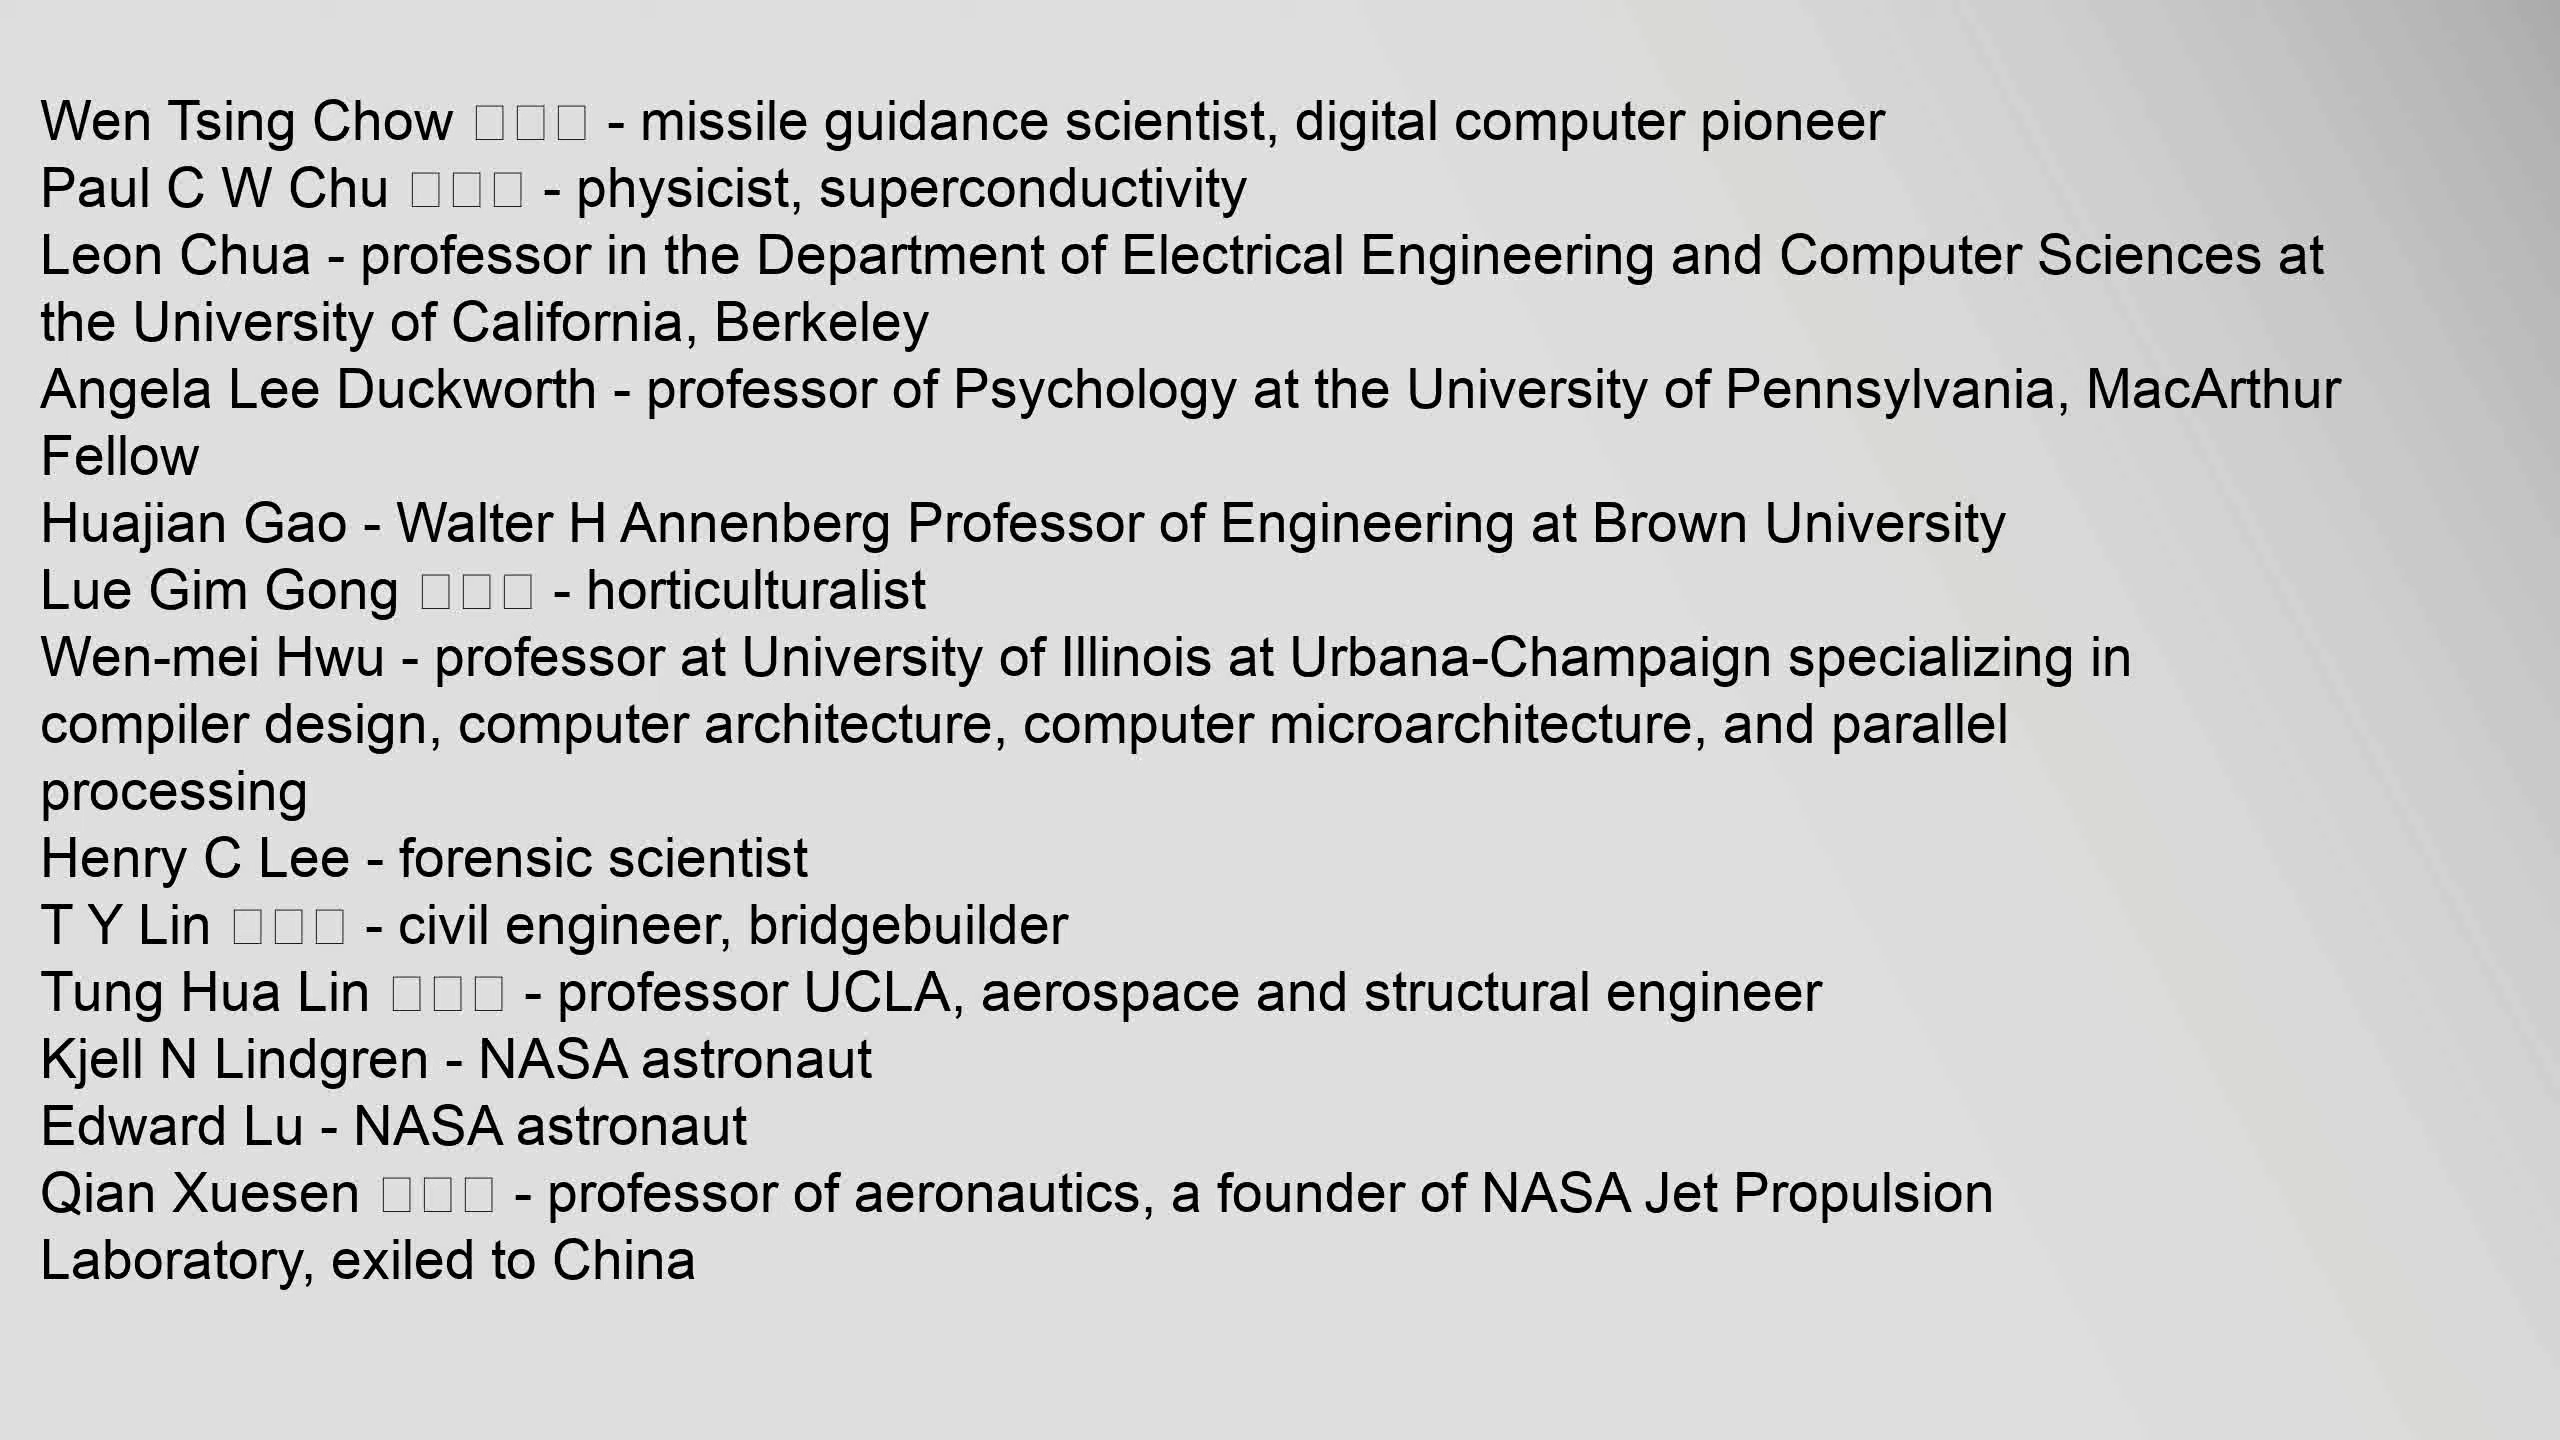 Wen Tsing Chow □□□ - missile guidance scientist, digital computer pioneer
Paul C W Chu □□□ - physicist, superconductivity
Leon Chua - professor in the Department of Electrical Engineering and Computer Sciences at
the University of California, Berkeley
Angela Lee Duckworth - professor of Psychology at the University of Pennsylvania, MacArthur
Fellow
Huajian Gao - Walter H Annenberg Professor of Engineering at Brown University
Lue Gim Gong □□□ - horticulturalist
Wen-mei Hwu - professor at University of Illinois at Urbana-Champaign specializing in
compiler design, computer architecture, computer microarchitecture, and parallel
processing
Henry C Lee - forensic scientist
T Y Lin □□□ - civil engineer, bridgebuilder
Tung Hua Lin □□□ - professor UCLA, aerospace and structural engineer
Kjell N Lindgren - NASA astronaut
Edward Lu - NASA astronaut
Qian Xuesen □□□ - professor of aeronautics, a founder of NASA Jet Propulsion
Laboratory, exiled to China